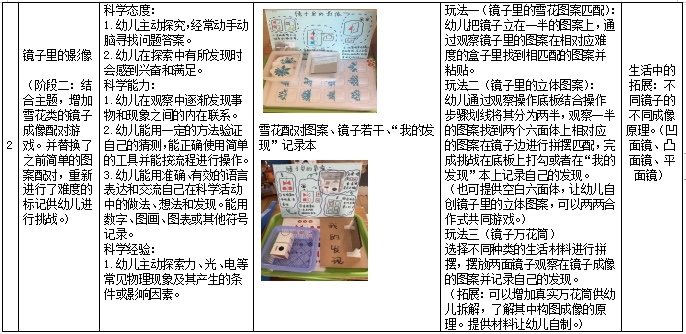 2
镜子里的影像
（阶段二：结
合主题，增加
雪花类的镜子
成像配对游
戏。并替换了
之前简单的图
案配对，重新
进行了难度的
标记供幼儿进
行挑战。）
科学态度：
1.幼儿主动探究，经常动手动
脑寻找问题答案。
2.幼儿在探索中有所发现时
会感到兴奋和满足。
科学能力：
1.幼儿在观察中逐渐发现事
物和现象之间的内在联系。
2.幼儿能用一定的方法验证
自己的猜测，能正确使用简单
的工具并能按流程进行操作。
3.幼儿能用准确、有效的语言
表达和交流自己在科学活动
中的做法、想法和发现。能用
数字、图画、图表或其他符号
记录。
科学经验：
1.幼儿主动探索力、光、电等
常见物理现象及其产生的条
件或影响因素。
镜子里的影像
雪花配对图案、镜子若干、“我的发
现”记录本
我的
发现
玩法一（镜子里的雪花图案匹配）：
幼儿把镜子立在一半的图案上，通
过观察镜子里的图案在相对应难
度的盒子里找到相匹配的图案并
粘贴。
玩法二（镜子里的立体图案）：
幼儿通过观察操作底板结合操作
步骤划线将其分为两半，观察一半
的图案找到两个六面体上相对应
的图案在镜子边进行拼摆匹配，完
成挑战在底板上打勾或者在“我的
发现”本上记录自己的发现。
（也可提供空白六面体，让幼儿自
创镜子里的立体图案，可以两两合
作式共同游戏。）
玩法三（镜子万花筒）
选择不同种类的生活材料进行拼
摆，摆放两面镜子观察在镜子成像
的图案并记录自己的发现。
（拓展：可以增加真实万花筒供幼
儿拆解，了解其中构图成像的原
理。提供材料让幼儿自制。）
生活中的
拓展：不
同镜子的
不同成像
原理。（凹
面镜、凸
面镜、平
面镜）